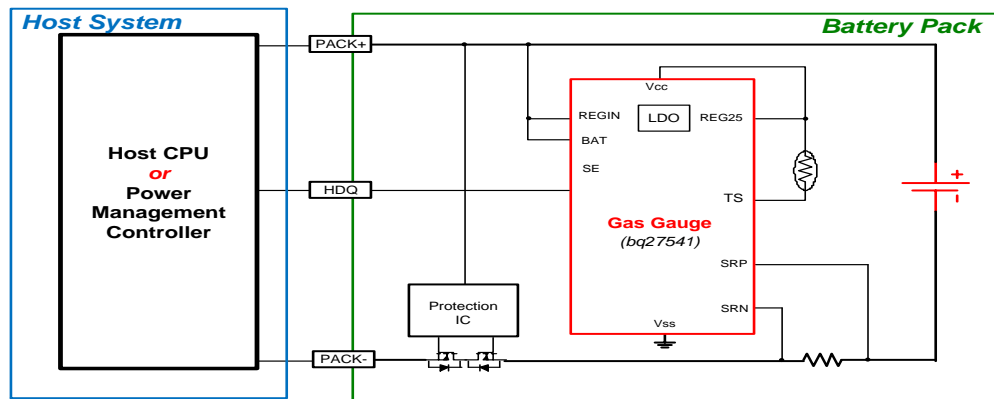 Host System
Battery Pack
PACK+
Vcc
REGIN
LDO
REG25
BAT
Host CPU
or
Power
Management
Controller
SE
HDQ
TS
+
-
Gas Gauge
(bq27541)
SRP
Protection
IC
SRN
Vss
PACK-